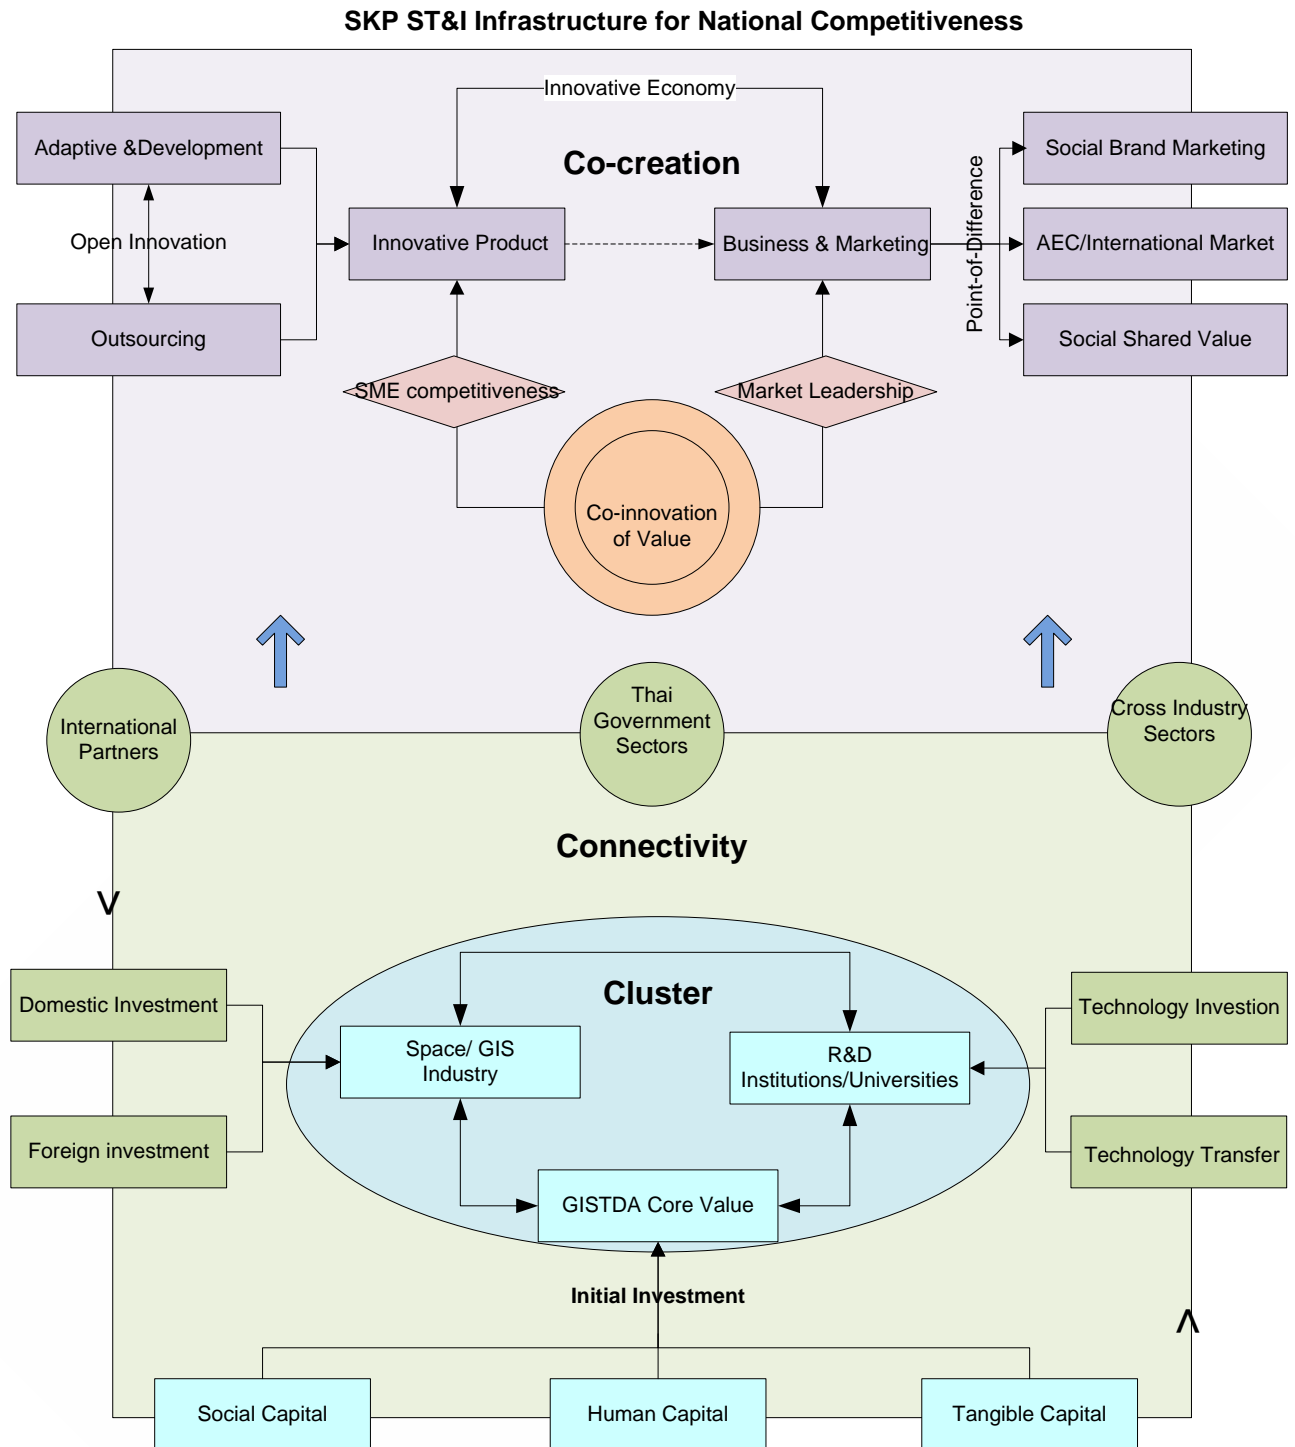 SKP ST&I Infrastructure for National Competitiveness
Innovative Economy
Adaptive &Development
Co-creation
Social Brand Marketing
Open Innovation
Innovative Product
Business & Marketing
Point-of-Difference
AEC/International Market
Outsourcing
Social Shared Value
SME competitiveness
Market Leadership
Co-innovation
of Value
International
Partners
Thai
Government
Sectors
Cross Industry
Sectors
Connectivity
V
Cluster
Domestic Investment
Technology Investion
Space/ GIS
Industry
R&D
Institutions/Universities
Foreign investment
Technology Transfer
GISTDA Core Value
Initial Investment
Social Capital
Human Capital
Tangible Capital